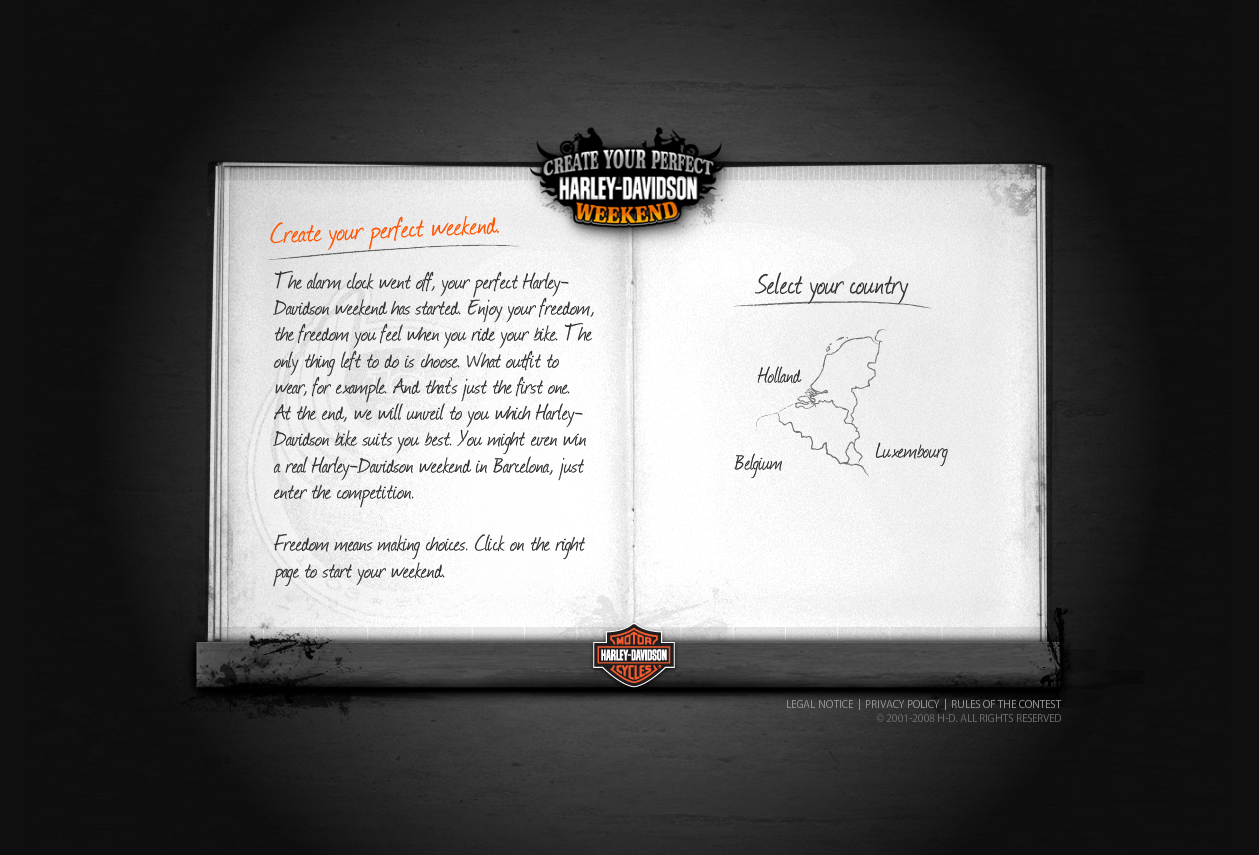 CREATE YOUR PERFECT
HARLEY-DAVIDSON
WEEKEND
Create your perfect weekend.
The alarm clock went off, your perfect Harley-
Davidson weekend has started. Enjoy your freedom,
the freedom you feel when you ride your bike. The
only thing left to do is choose. What outfit to
wear, for example. And that's just the first one.
At the end, we will unveil to you which Harley-
Davidson bike suits you best. You might even win
a real Harley-Davidson weekend in Barcelona, just
enter the competition.
Freedom means making choices. Click on the right
page to start your weekend.
Select your country
Holland
Luxembourg
Belgium
MOTOR
HARLEY-DAVIDSON
CYCLES
LEGAL NOTICE | PRIVACY POLICY | RULES OF THE CONTEST
© 2001-2008 H-D. ALL RIGHTS RESERVED